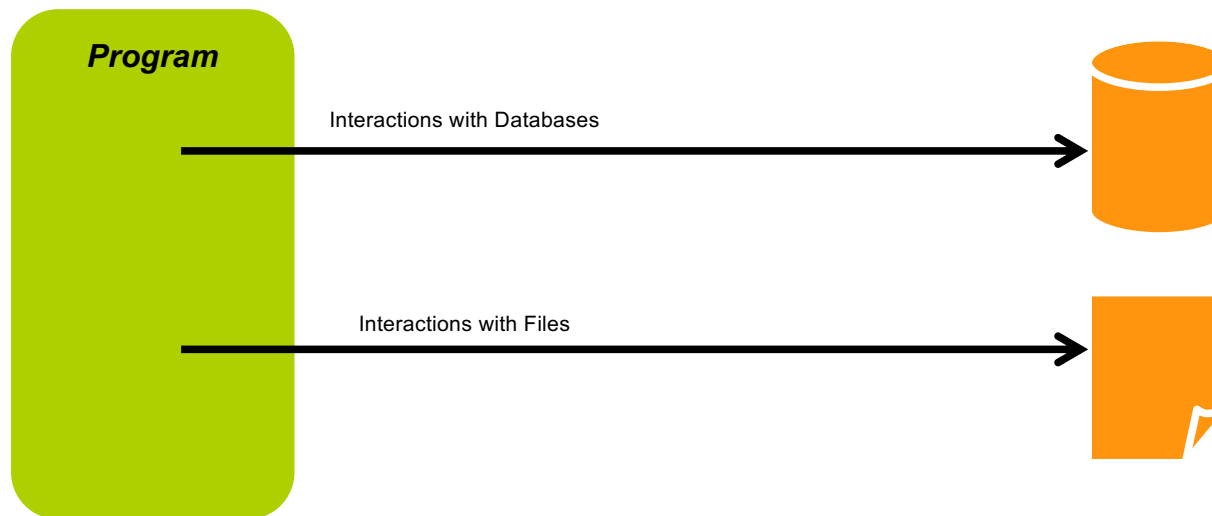 Program
Interactions with Databases
Interactions with Files